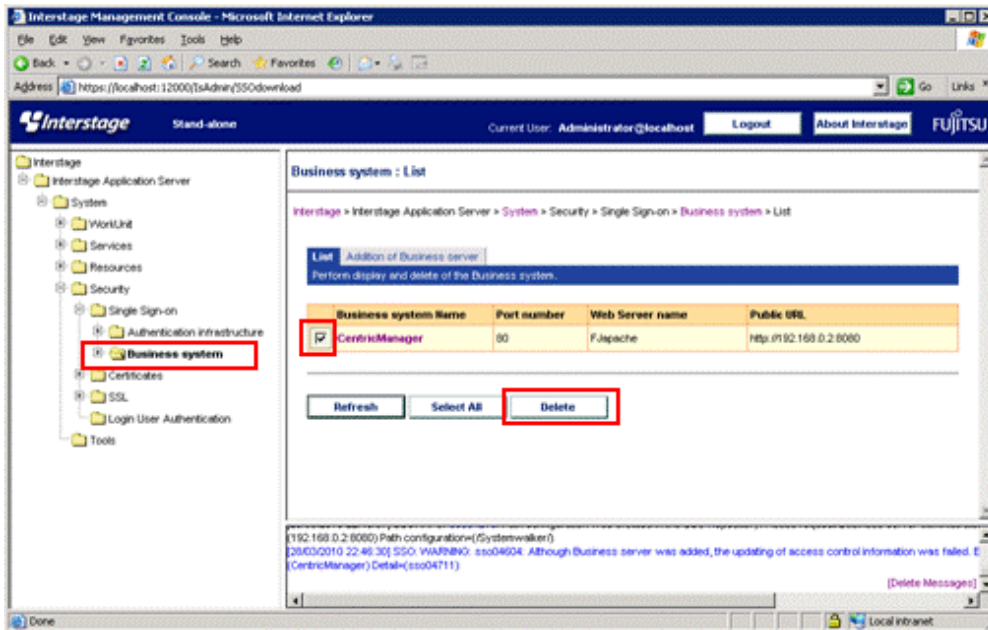 Interstage Management Console - Microsoft Internet Explorer
File Edit View Favorites Tools Help
Back Search Favorites
Address https://localhost:12000/IsAdmin/SSOdownload Go Links
Interstage Stand-alone Current User: Administrator@localhost Logout About Interstage FUJITSU
Interstage
Interstage Application Server
System
WorkUnit
Services
Resources
Security
Single Sign-on
Authentication infrastructure
Business system
Certificates
SSL
Login User Authentication
Tools
Business system : List
Interstage > Interstage Application Server > System > Security > Single Sign-on > Business system > List
List Addition of Business server
Perform display and delete of the Business system.
Business system Name Port number Web Server name Public URL
CentricManager 80 FJapache http://192.168.0.2:8080
Refresh Select All Delete
(192.168.0.2:8080) Path configuration=(/Systemwalker/)
[28/03/2010 22:46:30] SSO: WARNING: sso04604: Although Business server was added, the updating of access control information was failed. E
(CentricManager) Detail=(sso04711)
[Delete Messages]
Done Local intranet